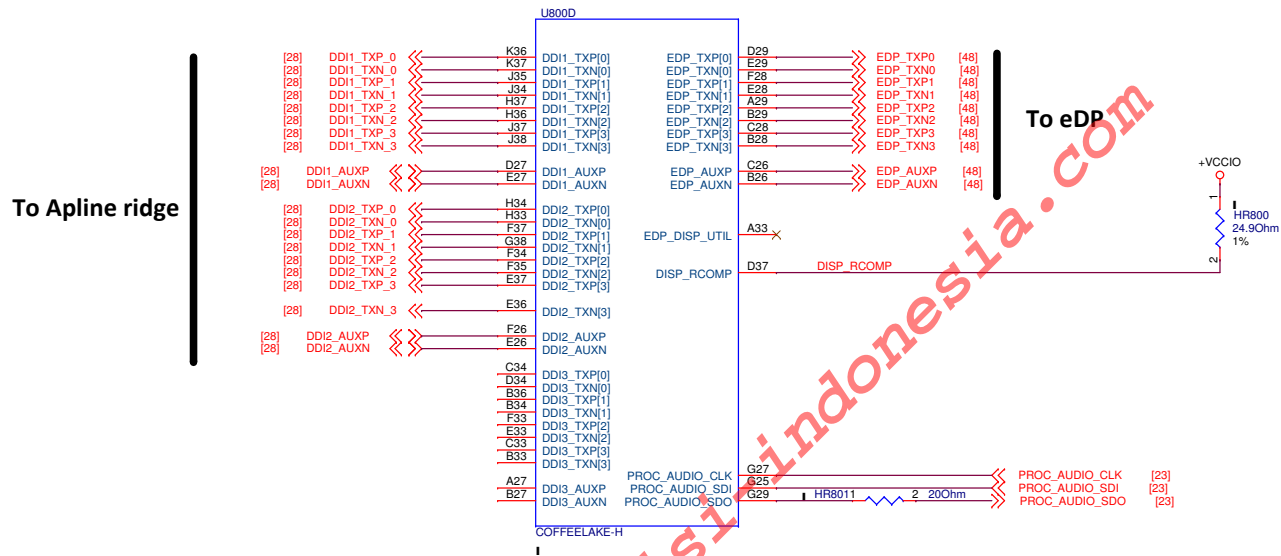 U800D
[28] DDI1_TXP_0 K36 DDI1_TXP[0] EDP_TXP[0] D29 EDP_TXP0 [48]
[28] DDI1_TXN_0 K37 DDI1_TXN[0] EDP_TXN[0] E29 EDP_TXN0 [48]
[28] DDI1_TXP_1 J35 DDI1_TXP[1] EDP_TXP[1] F28 EDP_TXP1 [48]
[28] DDI1_TXN_1 J34 DDI1_TXN[1] EDP_TXN[1] E28 EDP_TXN1 [48]
[28] DDI1_TXP_2 H37 DDI1_TXP[2] EDP_TXP[2] A29 EDP_TXP2 [48]
[28] DDI1_TXN_2 H36 DDI1_TXN[2] EDP_TXN[2] B29 EDP_TXN2 [48]
[28] DDI1_TXP_3 J37 DDI1_TXP[3] EDP_TXP[3] C28 EDP_TXP3 [48]
[28] DDI1_TXN_3 J38 DDI1_TXN[3] EDP_TXN[3] B28 EDP_TXN3 [48]
To eDP
[28] DDI1_AUXP D27 DDI1_AUXP EDP_AUXP C26 EDP_AUXP [48]
[28] DDI1_AUXN E27 DDI1_AUXN EDP_AUXN B26 EDP_AUXN [48]
+VCCIO
To Apline ridge
[28] DDI2_TXP_0 H34 DDI2_TXP[0]
[28] DDI2_TXN_0 H33 DDI2_TXN[0]
[28] DDI2_TXP_1 F37 DDI2_TXP[1] EDP_DISP_UTIL A33
[28] DDI2_TXN_1 G38 DDI2_TXN[1]
[28] DDI2_TXP_2 F34 DDI2_TXP[2]
[28] DDI2_TXN_2 F35 DDI2_TXN[2] DISP_RCOMP D37 DISP_RCOMP
[28] DDI2_TXP_3 E37 DDI2_TXP[3]
1
HR800
24.9Ohm
1%
2
[28] DDI2_TXN_3 E36 DDI2_TXN[3]
[28] DDI2_AUXP F26 DDI2_AUXP
[28] DDI2_AUXN E26 DDI2_AUXN
C34 DDI3_TXP[0]
D34 DDI3_TXN[0]
B36 DDI3_TXP[1]
B34 DDI3_TXN[1]
F33 DDI3_TXP[2]
E33 DDI3_TXN[2]
C33 DDI3_TXP[3]
B33 DDI3_TXN[3]
A27 DDI3_AUXP
B27 DDI3_AUXN
PROC_AUDIO_CLK G27 PROC_AUDIO_CLK [23]
PROC_AUDIO_SDI G25 PROC_AUDIO_SDI [23]
PROC_AUDIO_SDO G29 HR8011 2 20Ohm PROC_AUDIO_SDO [23]
COFFEELAKE-H
si-indonesia.com